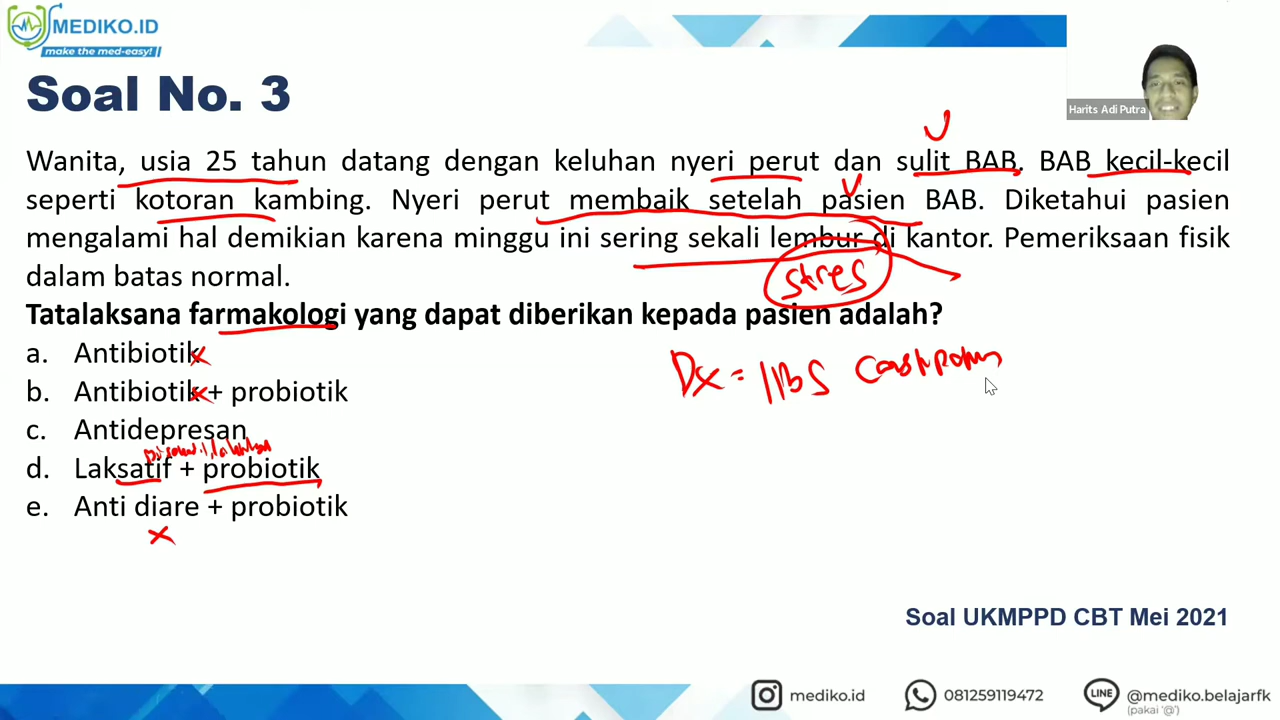 MEDIKO.ID
make the med-easy!
Harits Adi Putra
Soal No. 3
Wanita, usia 25 tahun datang dengan keluhan nyeri perut dan sulit BAB. BAB kecil-kecil
seperti kotoran kambing. Nyeri perut membaik setelah pasien BAB. Diketahui pasien
mengalami hal demikian karena minggu ini sering sekali lembur di kantor. Pemeriksaan fisik
dalam batas normal.
stres
Tatalaksana farmakologi yang dapat diberikan kepada pasien adalah?
a. Antibiotik
b. Antibiotik + probiotik
c. Antidepresan
d. Laksatif + probiotik
e. Anti diare + probiotik
Dx = IBS
Soal UKMPPD CBT Mei 2021
mediko.id
081259119472
LINE
@mediko.belajarfk
(pakai '@')